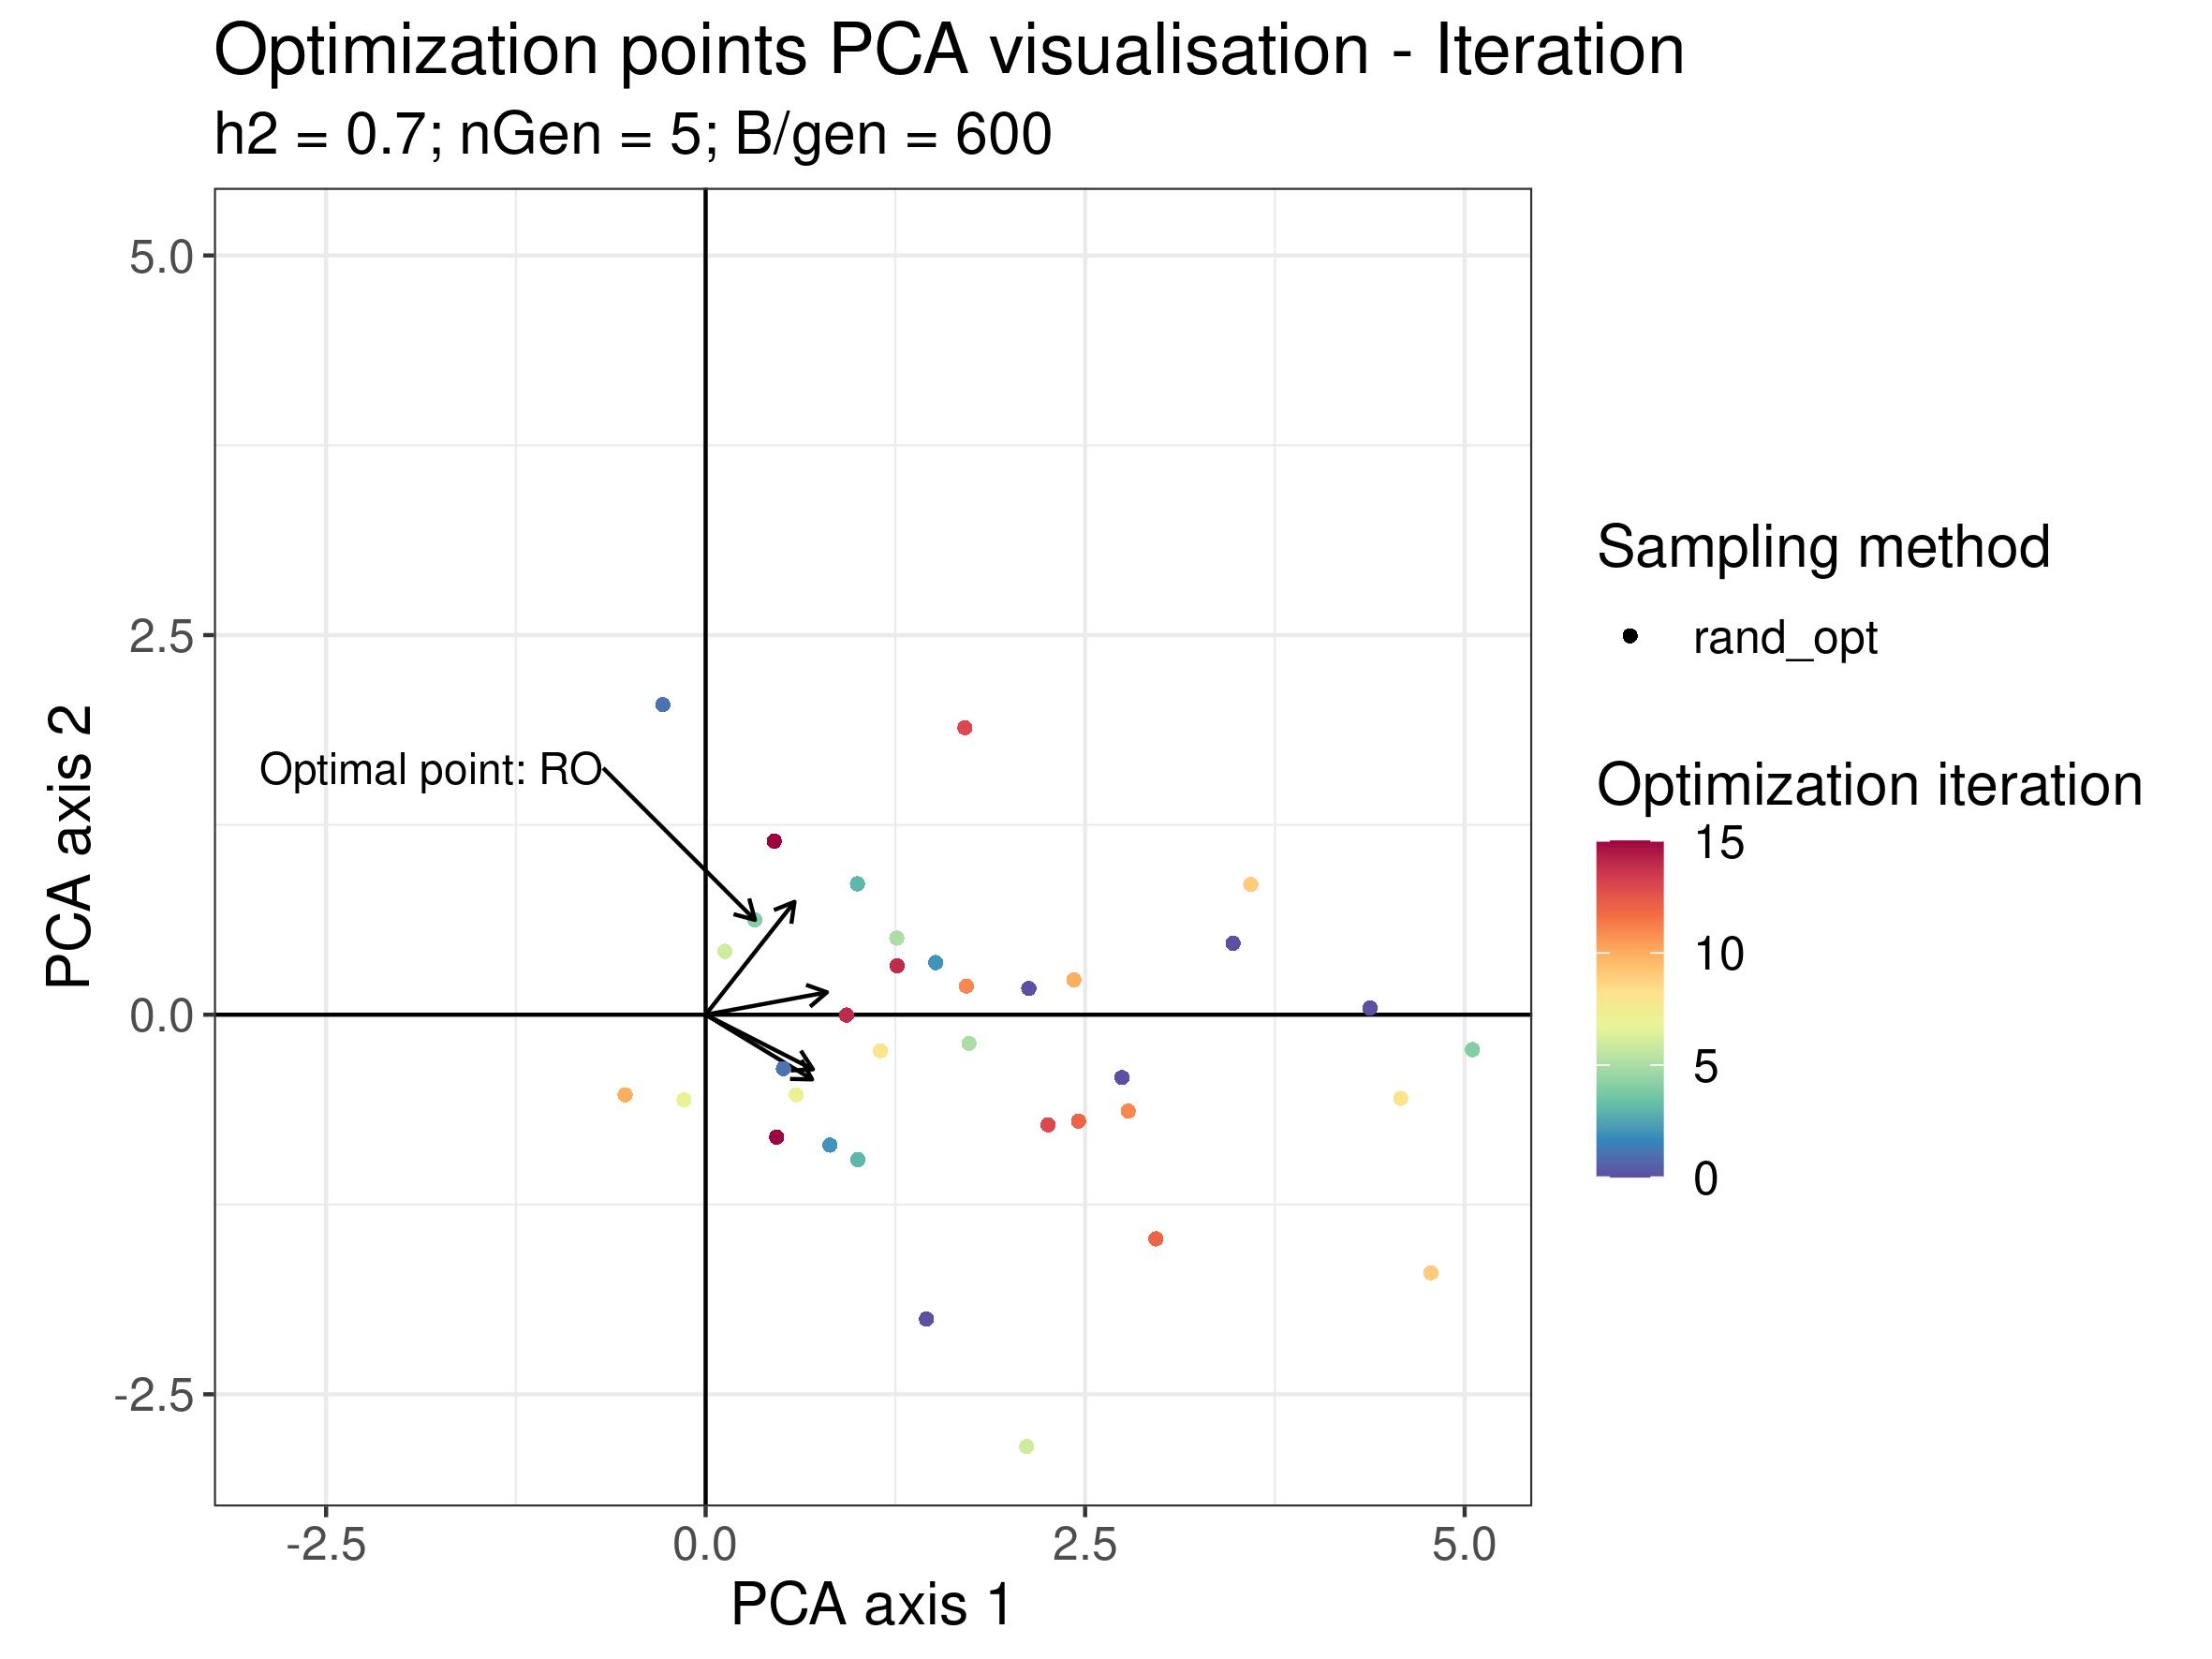 Optimization points PCA visualisation - Iteration
h2 = 0.7; nGen = 5; B/gen = 600
5.0
2.5
0.0
-2.5
PCA axis 2
Optimal point: RO
-2.5 0.0 2.5 5.0
PCA axis 1
Sampling method
rand_opt
Optimization iteration
15
10
5
0